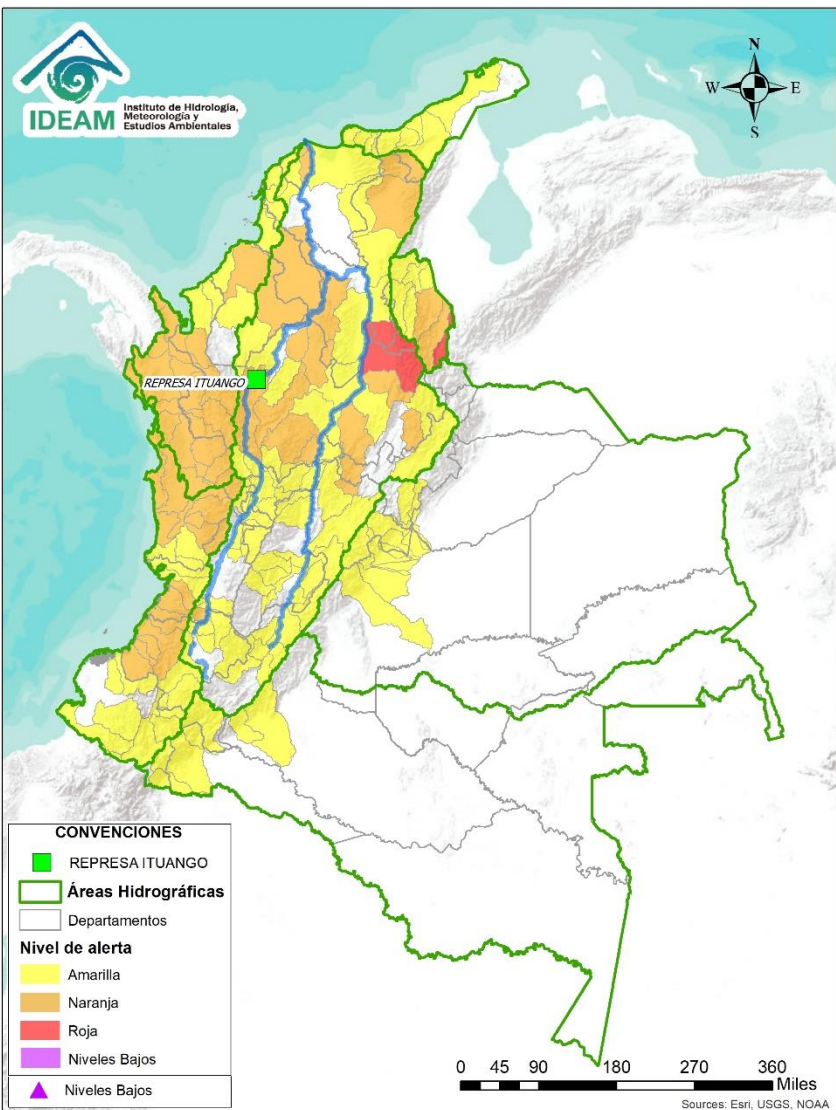 IDEAM
Instituto de Hidrología,
Meteorología y
Estudios Ambientales
N
W
E
S
REPRESA ITUANGO
CONVENCIONES
REPRESA ITUANGO
Áreas Hidrográficas
Departamentos
Nivel de alerta
Amarilla
Naranja
Roja
Niveles Bajos
Niveles Bajos
0 45 90 180 270 360
Miles
Sources: Esri, USGS, NOAA